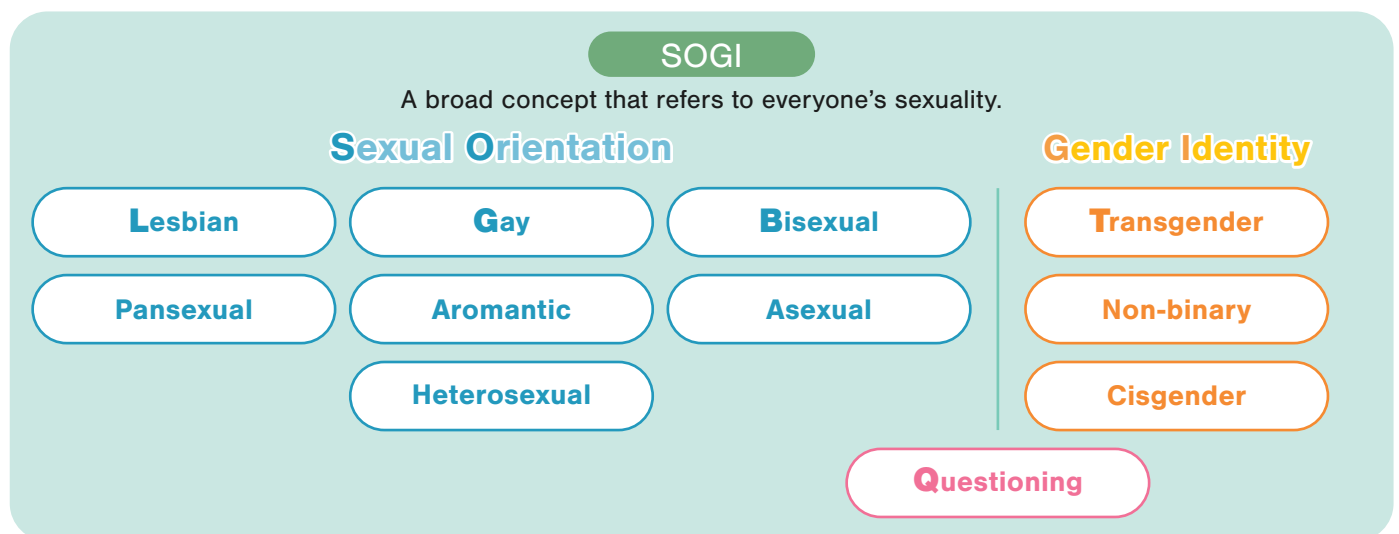 SOGI
A broad concept that refers to everyone's sexuality.
Sexual Orientation
Lesbian
Gay
Bisexual
Pansexual
Aromantic
Asexual
Heterosexual
Gender Identity
Transgender
Non-binary
Cisgender
Questioning